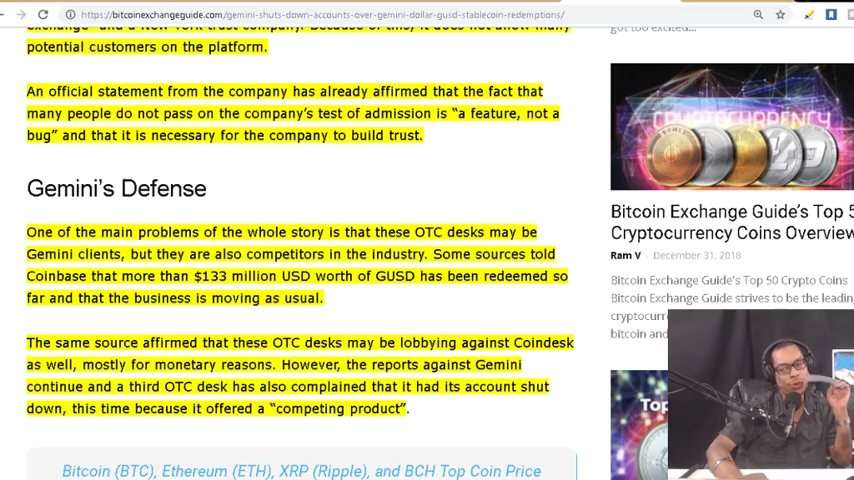 https://bitcoinexchangeguide.com/gemini-shuts-down-accounts-over-gemini-dollar-gusd-stablecoin-redemptions/
potential customers on the platform.
An official statement from the company has already affirmed that the fact that
many people do not pass on the company's test of admission is "a feature, not a
bug" and that it is necessary for the company to build trust.
Gemini's Defense
One of the main problems of the whole story is that these OTC desks may be
Gemini clients, but they are also competitors in the industry. Some sources told
Coinbase that more than $133 million USD worth of GUSD has been redeemed so
far and that the business is moving as usual.
The same source affirmed that these OTC desks may be lobbying against Coindesk
as well, mostly for monetary reasons. However, the reports against Gemini
continue and a third OTC desk has also complained that it had its account shut
down, this time because it offered a "competing product".
Bitcoin (BTC), Ethereum (ETH), XRP (Ripple), and BCH Top Coin Price
got too excited...
CRYPTOCURRENCY
Bitcoin Exchange Guide's Top 5
Cryptocurrency Coins Overview
Ram V - December 31, 2018
Bitcoin Exchange Guide's Top 50 Crypto Coins
Bitcoin Exchange Guide strives to be the leadin
cryptocurr
bitcoin and
Top